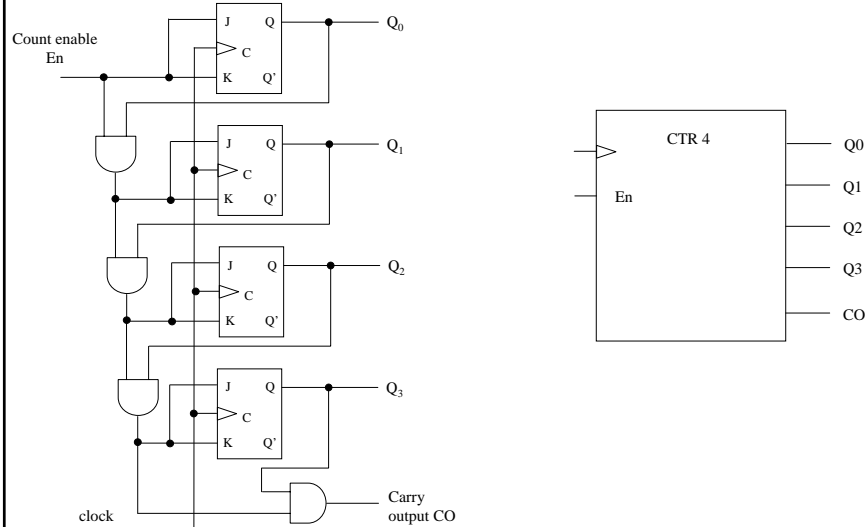 Count enable
En
J
Q
Q₀
C
K
Q'
J
Q
Q₁
C
K
Q'
J
Q
Q₂
C
K
Q'
J
Q
Q₃
C
K
Q'
clock
Carry
output CO
CTR 4
En
Q0
Q1
Q2
Q3
CO